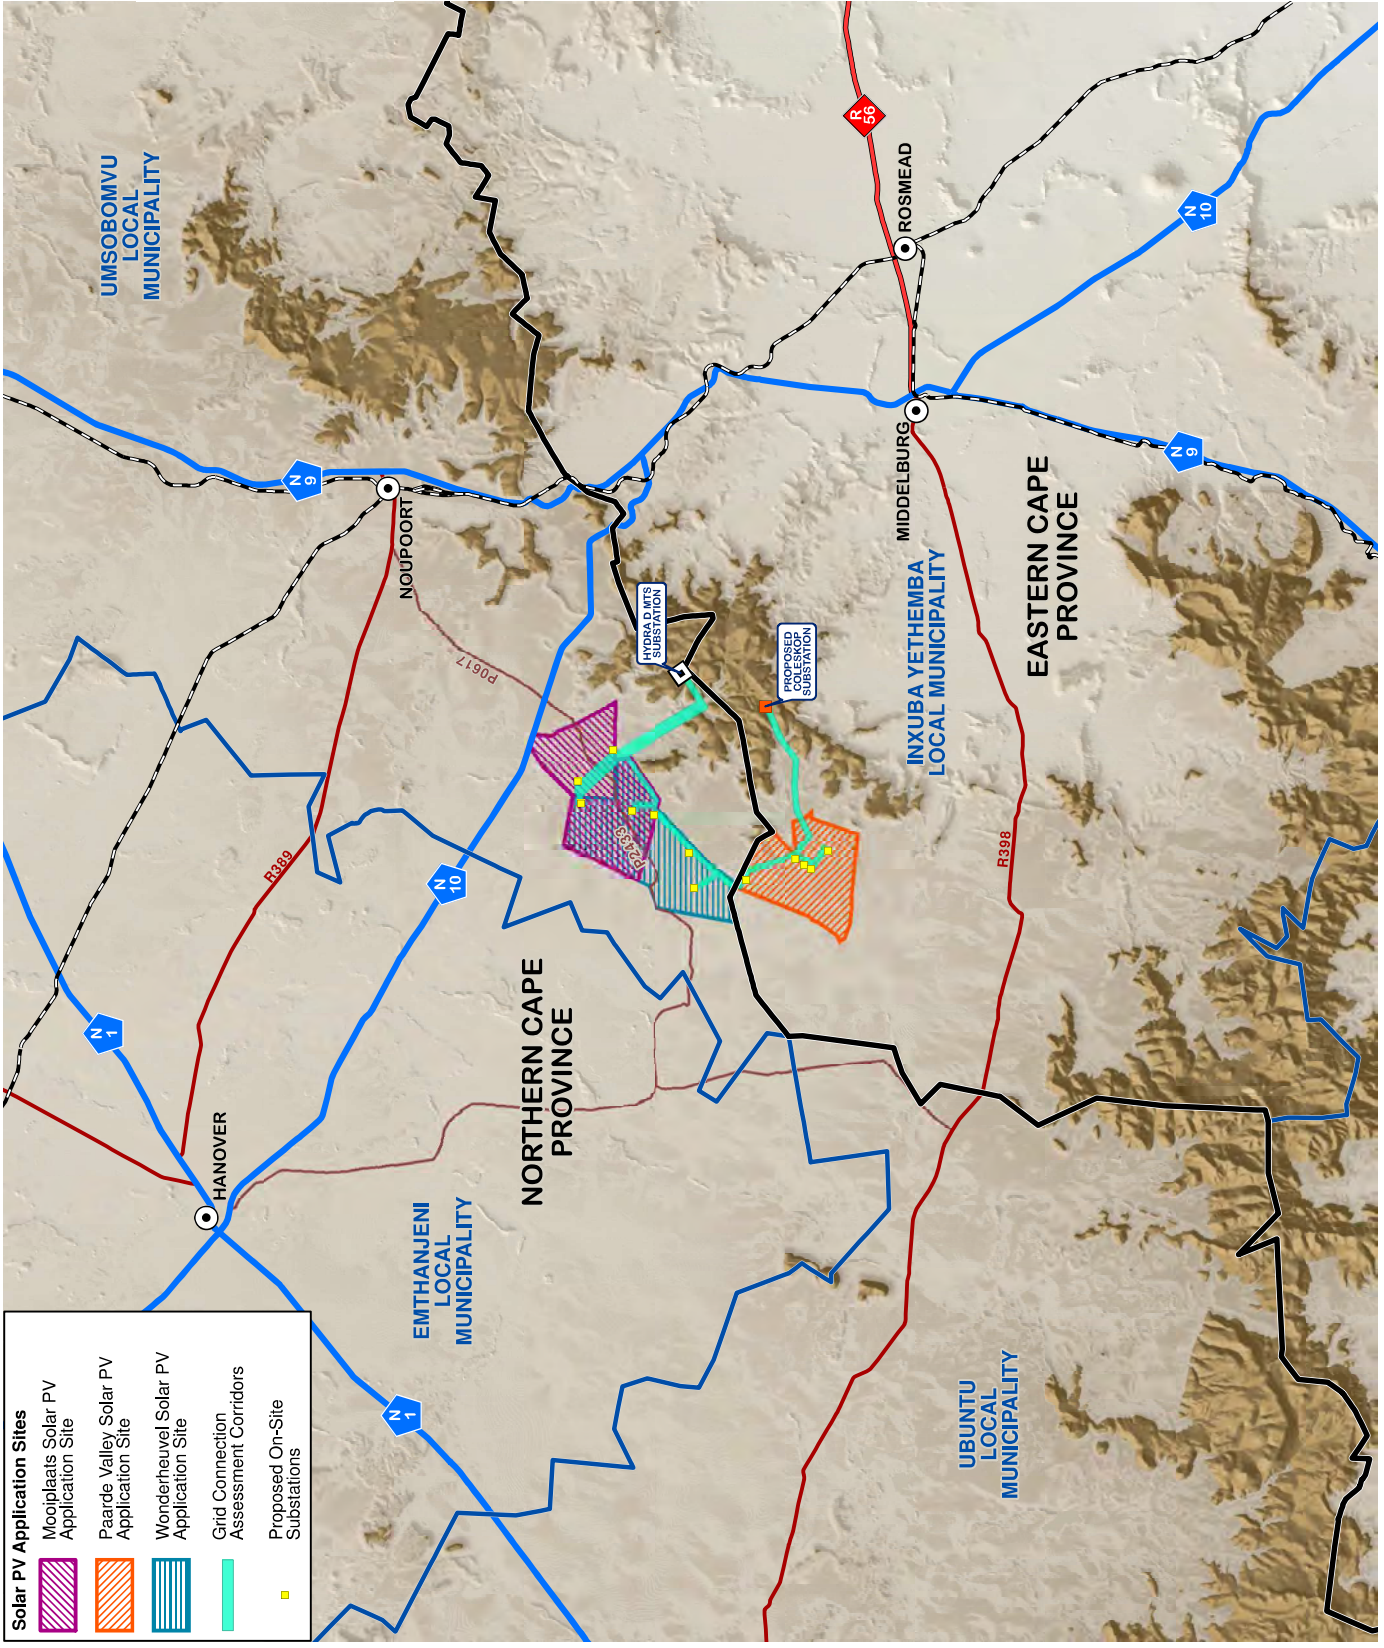 Solar PV Application Sites
Mooiplaats Solar PV
Application Site
Paarde Valley Solar PV
Application Site
Wonderheuvel Solar PV
Application Site
Grid Connection
Assessment Corridors
Proposed On-Site
Substations
UMSOBOMVU
LOCAL
MUNICIPALITY
R
56
ROSMEAD
N
10
N
9
NOUPOORT
MIDDELBURG
N
9
EASTERN CAPE
PROVINCE
INXUBA YETHEMBA
LOCAL MUNICIPALITY
HYDRA D MTS
SUBSTATION
PROPOSED
COLESKOP
SUBSTATION
P0617
P2433
R389
R398
N
10
N
1
NORTHERN CAPE
PROVINCE
HANOVER
EMTHANJENI
LOCAL
MUNICIPALITY
N
1
UBUNTU
LOCAL
MUNICIPALITY